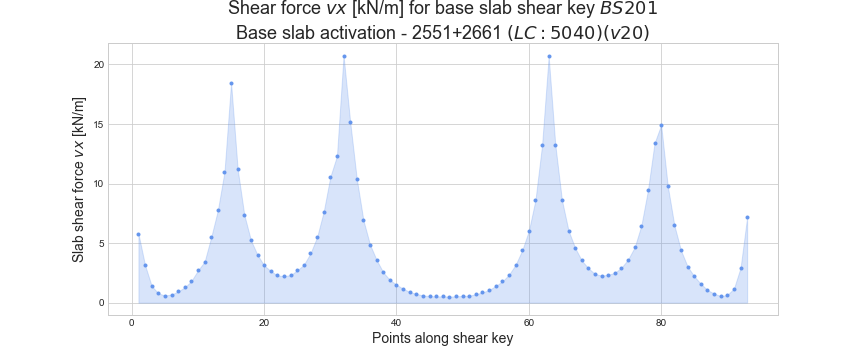 Shear force vx [kN/m] for base slab shear key BS201
Base slab activation - 2551+2661 (LC : 5040)(v20)
Slab shear force vx [kN/m]
20
15
10
5
0
0 20 40 60 80
Points along shear key